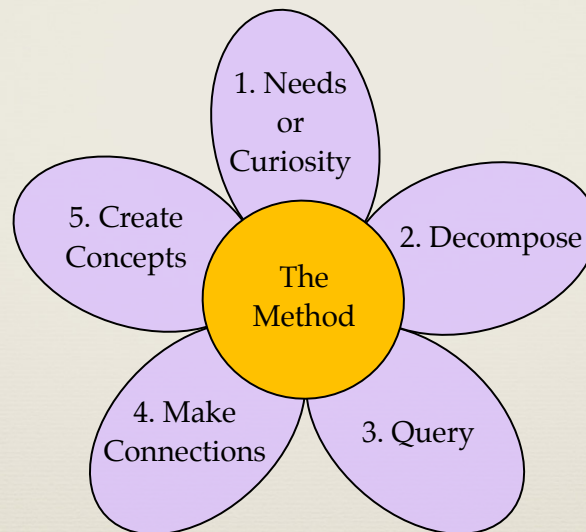 1. Needs
or
Curiosity
2. Decompose
3. Query
4. Make
Connections
5. Create
Concepts
The
Method